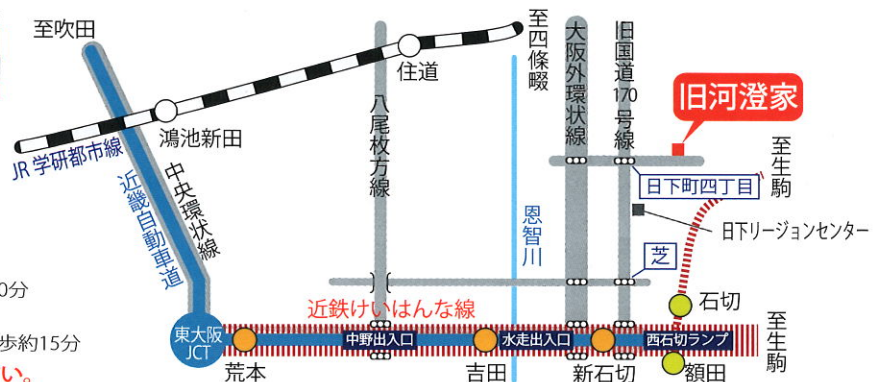 至吹田
至四條畷
大阪外環状線
旧国道170号線
旧河澄家
住道
鴻池新田
JR学研都市線
八尾枚方線
至生駒
日下町四丁目
中央環状線
近畿自動車道
恩智川
日下リージョンセンター
芝
0分
近鉄けいはんな線
石切
東大阪
JCT
中野出入口
水走出入口
西石切ランプ
至生駒
歩約15分
荒本
吉田
新石切
額田
い。